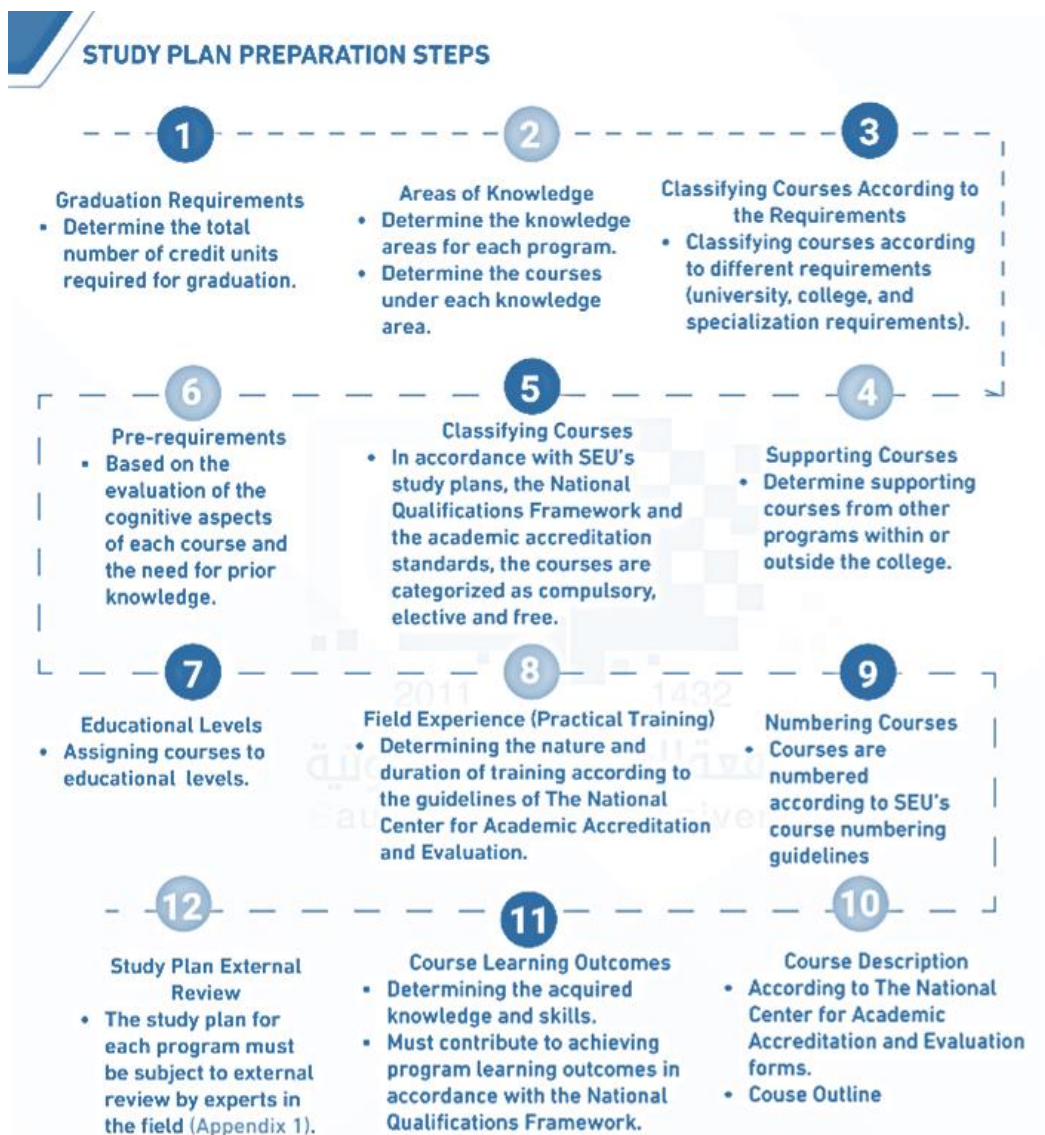 STUDY PLAN PREPARATION STEPS
1
Graduation Requirements
• Determine the total
number of credit units
required for graduation.
2
Areas of Knowledge
• Determine the knowledge
areas for each program.
• Determine the courses
under each knowledge
area.
3
Classifying Courses According to
the Requirements
• Classifying courses according
to different requirements
(university, college, and
specialization requirements).
4
Supporting Courses
• Determine supporting
courses from other
programs within or
outside the college.
5
Classifying Courses
• In accordance with SEU's
study plans, the National
Qualifications Framework and
the academic accreditation
standards, the courses are
categorized as compulsory,
elective and free.
6
Pre-requirements
• Based on the
evaluation of the
cognitive aspects
of each course and
the need for prior
knowledge.
7
Educational Levels
• Assigning courses to
educational levels.
8
Field Experience (Practical Training)
• Determining the nature and
duration of training according to
the guidelines of The National
Center for Academic Accreditation
and Evaluation.
9
Numbering Courses
• Courses are
numbered
according to SEU's
course numbering
guidelines
10
Course Description
• According to The National
Center for Academic
Accreditation and Evaluation
forms.
• Couse Outline
11
Course Learning Outcomes
• Determining the acquired
knowledge and skills.
• Must contribute to achieving
program learning outcomes in
accordance with the National
Qualifications Framework.
12
Study Plan External
Review
• The study plan for
each program must
be subject to external
review by experts in
the field (Appendix 1).
2011 1432